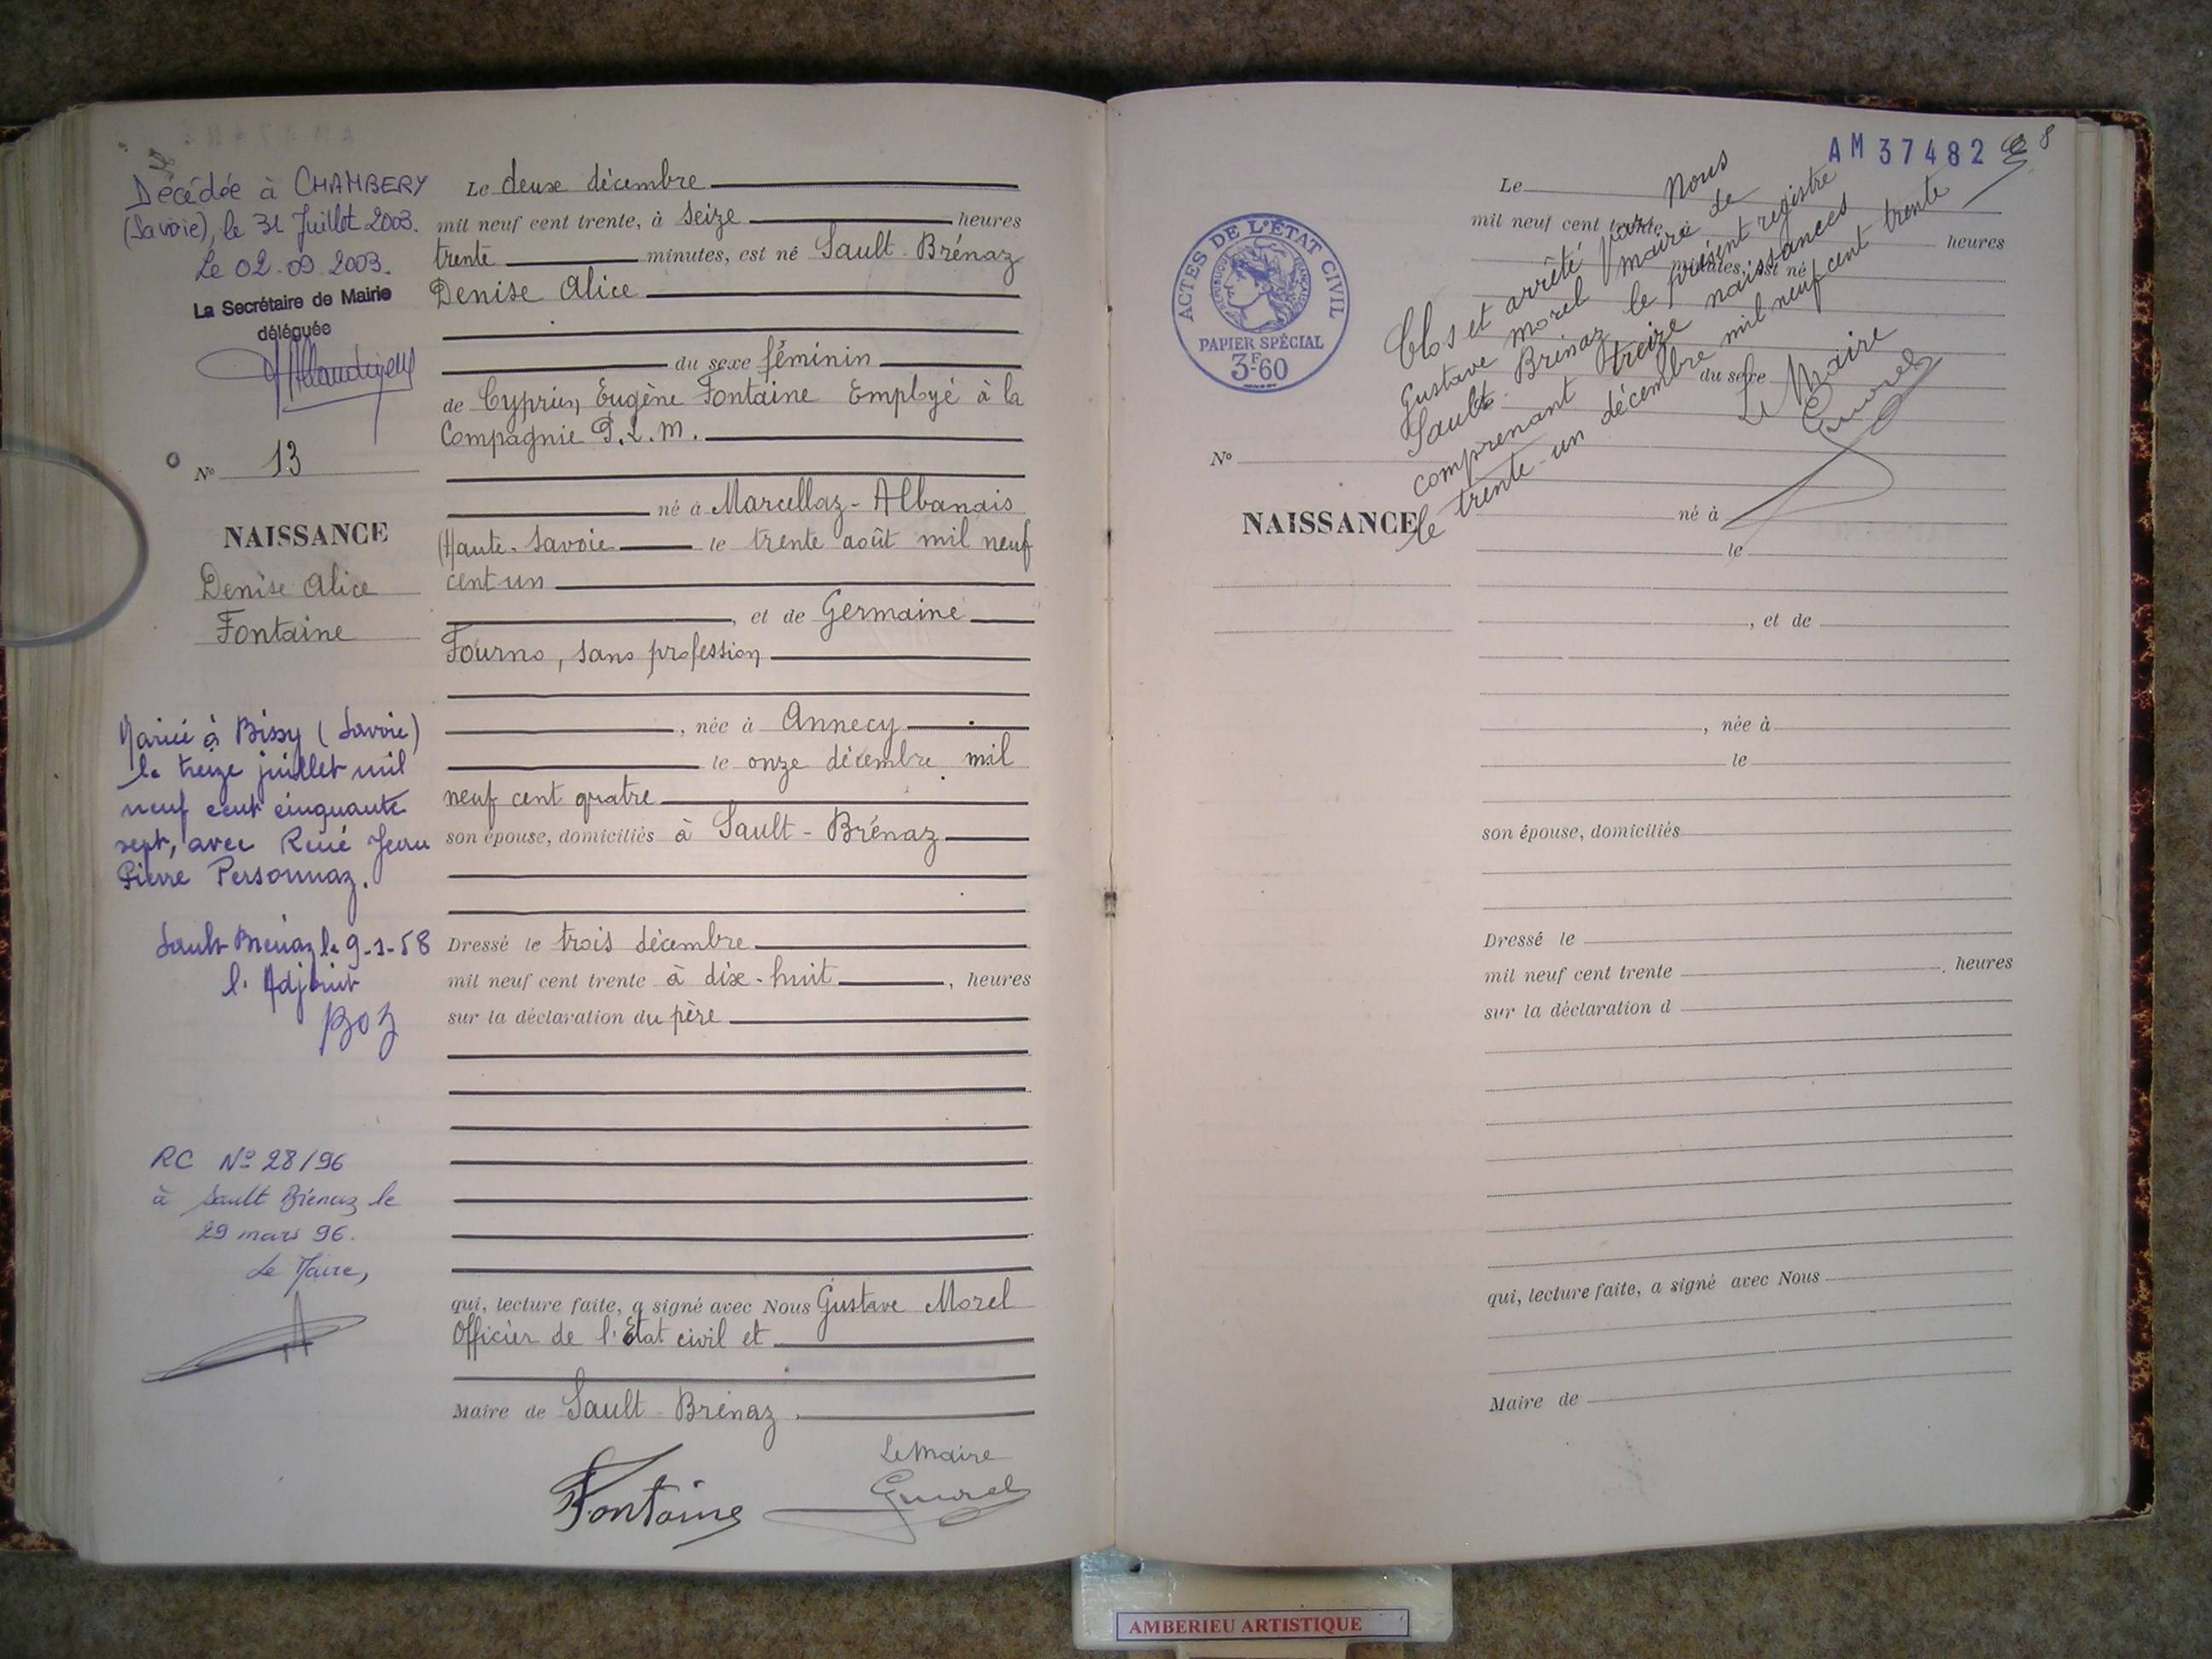 Décédée à CHAMBERY
(Savoie), le 31 Juillet 2003.
Le 02.09.2003.
La Secrétaire de Mairie
déléguée
No 13
NAISSANCE
Denise Alice
Fontaine
Marié à Bissy (Savoie)
le treize juillet mil
neuf cent cinquante
sept, avec René Jean
Pierre Personnaz.
Sault Brénaz le 9-1-58
l'Adjoint
Boz
RC No 28/96
à Sault Brénaz le
29 mars 96.
Le Maire,
Le deux décembre
mil neuf cent trente, à seize heures
trente minutes, est né Sault-Brénaz
Denise Alice
du sexe féminin
de Cyprien Eugène Fontaine Employé à la
Compagnie P.L.M.
né à Marcellaz-Albanais
(Haute-Savoie le trente août mil neuf
cent un
, et de Germaine
Fourno, sans profession
, née à Annecy
le onze décembre mil
neuf cent quatre
son épouse, domiciliés à Sault-Brénaz
Dressé le trois décembre
mil neuf cent trente à dix-huit, heures
sur la déclaration du père
qui, lecture faite, a signé avec Nous Gustave Morel
Officier de l'Etat civil et
Maire de Sault-Brénaz.
Le Maire
Fontaine Gmorel
AM 37482
8
ACTES DE L'ÉTAT CIVIL
RÉPUBLIQUE FRANÇAISE
PAPIER SPÉCIAL
3F60
Clos et arrêté par Nous
Gustave Morel maire de
Sault-Brénaz le présent registre
comprenant treize naissances
le trente-un décembre mil neuf cent trente
Le Maire
Gmorel
Le
mil neuf cent trente, à heures
minutes, est né
du sexe
No
NAISSANCE
né à
le
, et de
, née à
le
son épouse, domiciliés
Dressé le
mil neuf cent trente , heures
sur la déclaration d
qui, lecture faite, a signé avec Nous
Maire de
AMBERIEU ARTISTIQUE